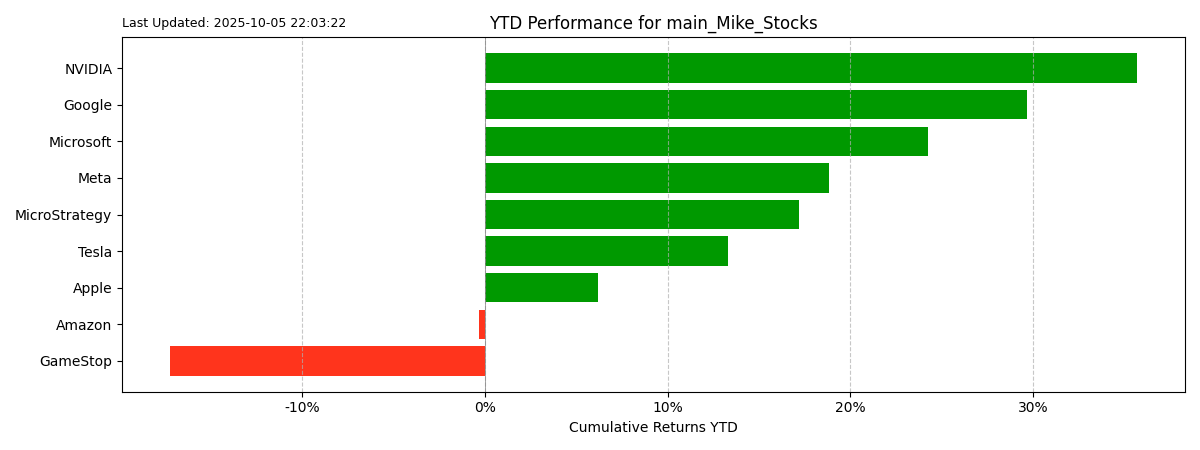 Last Updated: 2025-10-05 22:03:22
YTD Performance for main_Mike_Stocks
NVIDIA
Google
Microsoft
Meta
MicroStrategy
Tesla
Apple
Amazon
GameStop
-10% 0% 10% 20% 30%
Cumulative Returns YTD